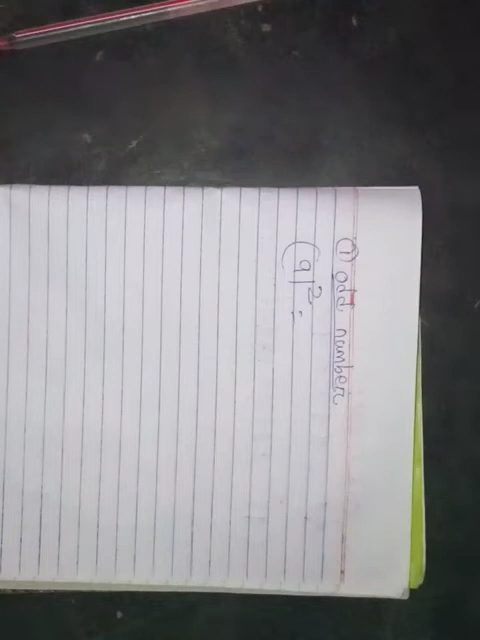 ① odd number
(9)² =